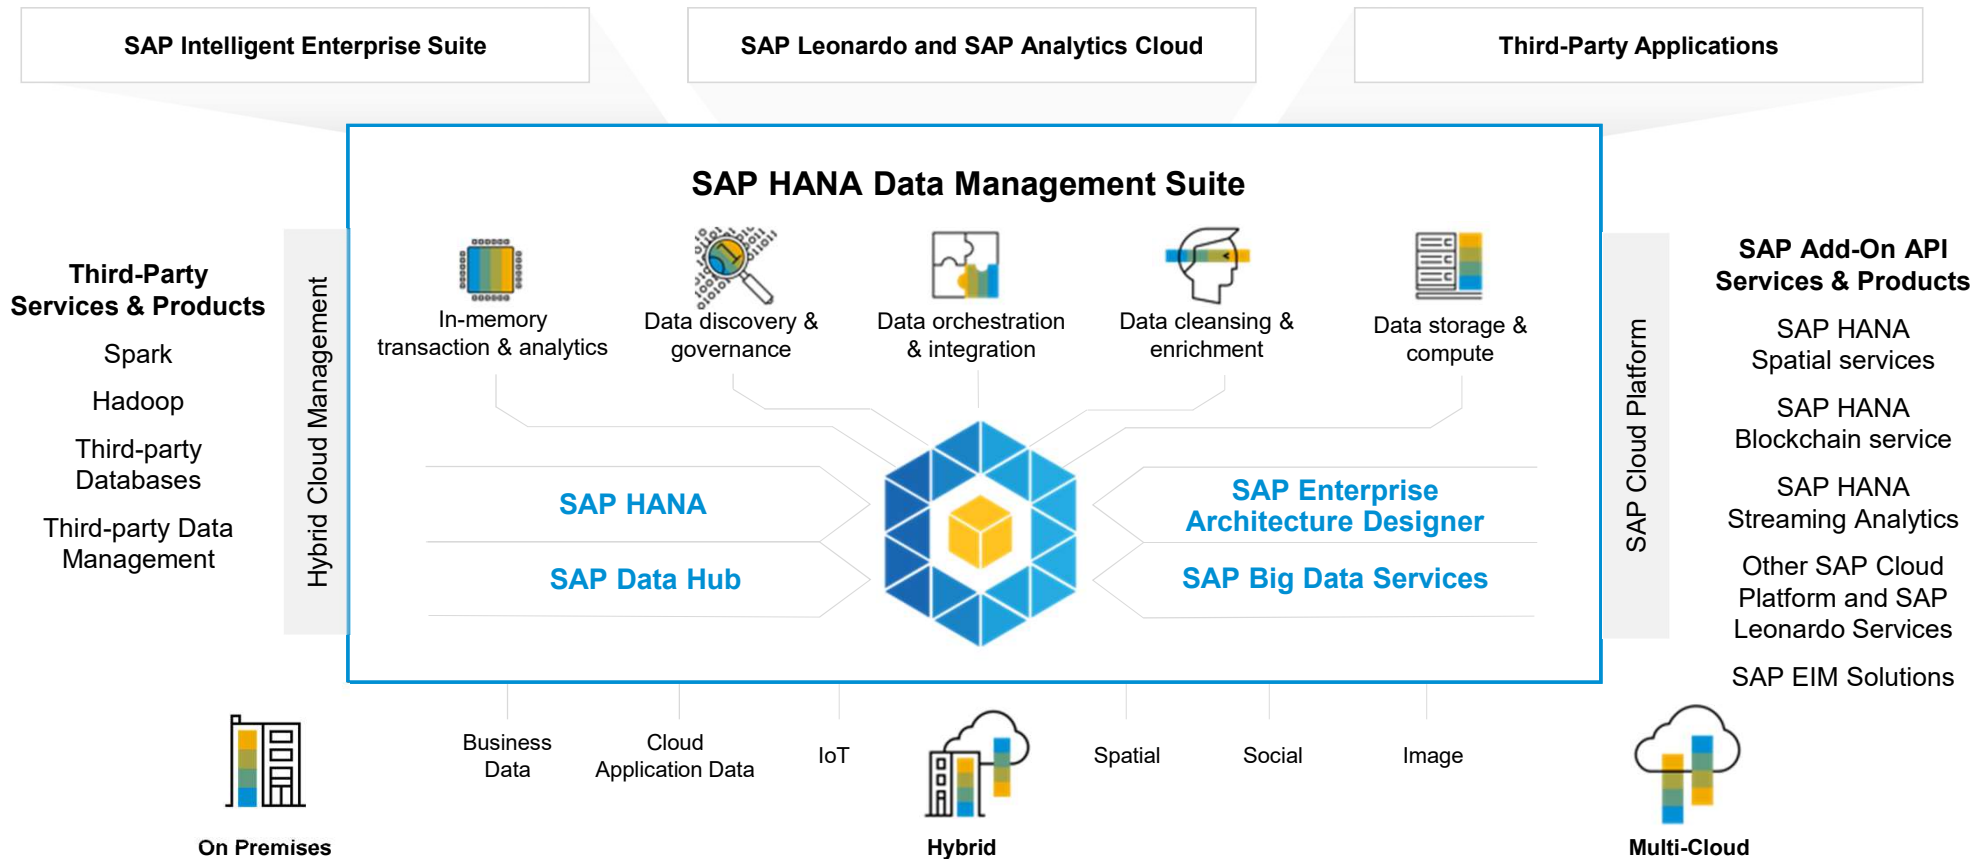 SAP Intelligent Enterprise Suite
SAP Leonardo and SAP Analytics Cloud
Third-Party Applications
SAP HANA Data Management Suite
Third-Party
Services & Products
Spark
Hadoop
Third-party
Databases
Third-party Data
Management
Hybrid Cloud Management
In-memory
transaction & analytics
Data discovery &
governance
Data orchestration
& integration
Data cleansing &
enrichment
Data storage &
compute
SAP HANA
SAP Data Hub
SAP Enterprise
Architecture Designer
SAP Big Data Services
SAP Cloud Platform
SAP Add-On API
Services & Products
SAP HANA
Spatial services
SAP HANA
Blockchain service
SAP HANA
Streaming Analytics
Other SAP Cloud
Platform and SAP
Leonardo Services
SAP EIM Solutions
Business
Data
Cloud
Application Data
IoT
Spatial
Social
Image
On Premises
Hybrid
Multi-Cloud